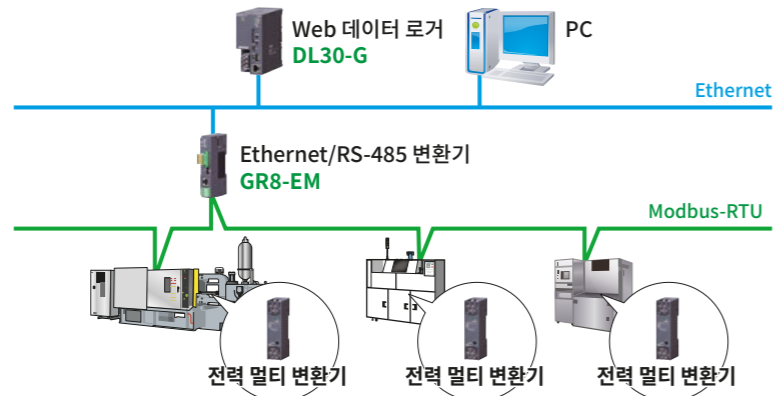 Web 데이터 로거
DL30-G
PC
Ethernet
Ethernet/RS-485 변환기
GR8-EM
Modbus-RTU
전력 멀티 변환기
전력 멀티 변환기
전력 멀티 변환기